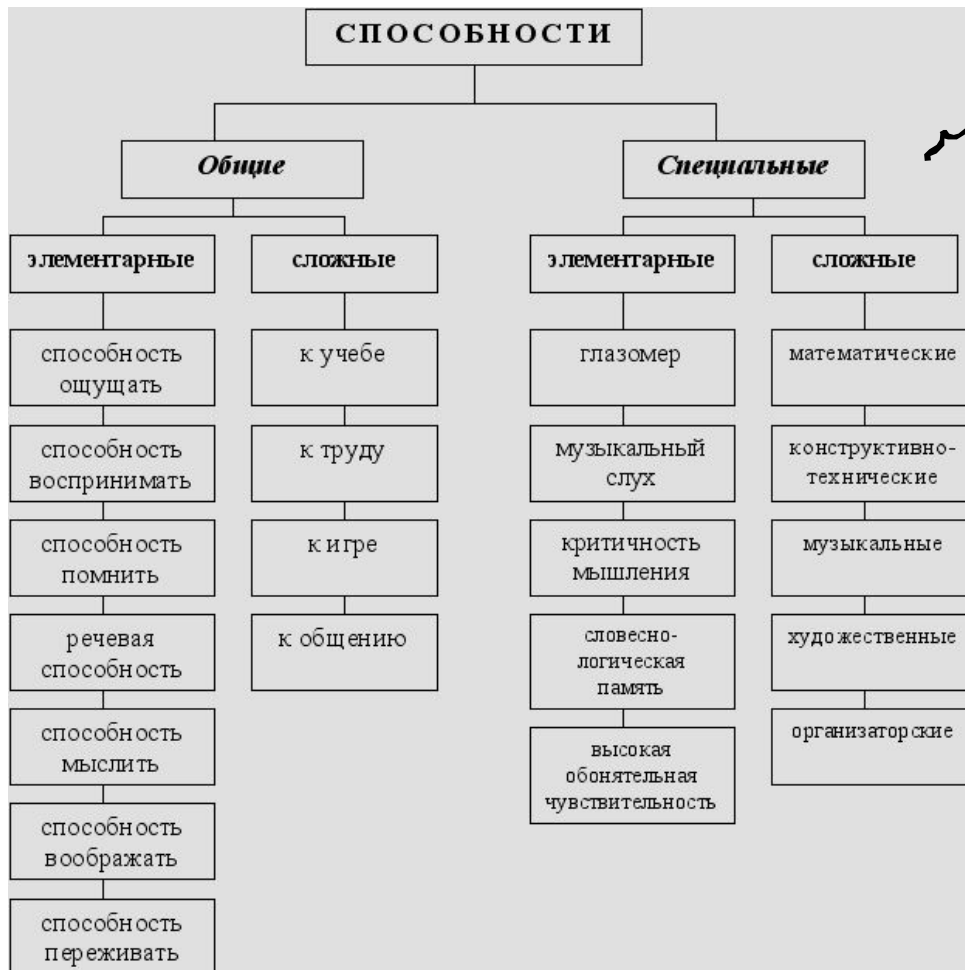 СПОСОБНОСТИ
Общие
Специальные
элементарные
сложные
элементарные
сложные
способность
ощущать
способность
воспринимать
способность
помнить
речевая
способность
способность
мыслить
способность
воображать
способность
переживать
к учебе
к труду
к игре
к общению
глазомер
музыкальный
слух
критичность
мышления
словесно-
логическая
память
высокая
обонятельная
чувствительность
математические
конструктивно-
технические
музыкальные
художественные
организаторские